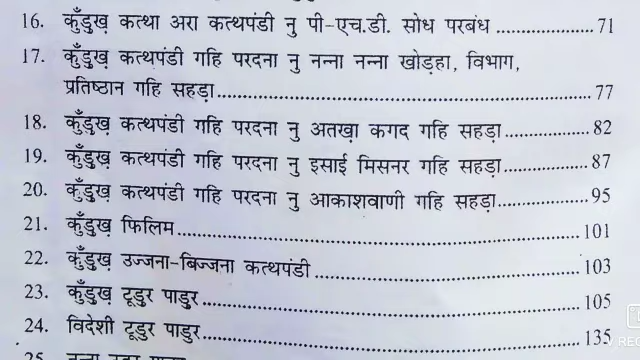 16. कुँड़ुख़ कत्था अरा कत्थपंडी नु पी-एच.डी. सोध परबंध ........................71
17. कुँड़ुख़ कत्थपंडी गहि परदना नु नन्ना नन्ना खोड़हा, विभाग,
प्रतिष्ठान गहि सहड़ा........................77
18. कुँड़ुख़ कत्थपंडी गहि परदना नु अतख़ा कगद गहि सहड़ा........................82
19. कुँड़ुख़ कत्थपंडी गहि परदना नु इसाई मिसनर गहि सहड़ा........................87
20. कुँड़ुख़ कत्थपंडी गहि परदना नु आकाशवाणी गहि सहड़ा........................95
21. कुँड़ुख़ फिलिम........................101
22. कुँड़ुख़ उज्जना-बिज्जना कत्थपंडी........................103
23. कुँड़ुख़ टूड़ुर पाड़ुर........................105
24. विदेशी टूड़ुर पाड़ुर........................135